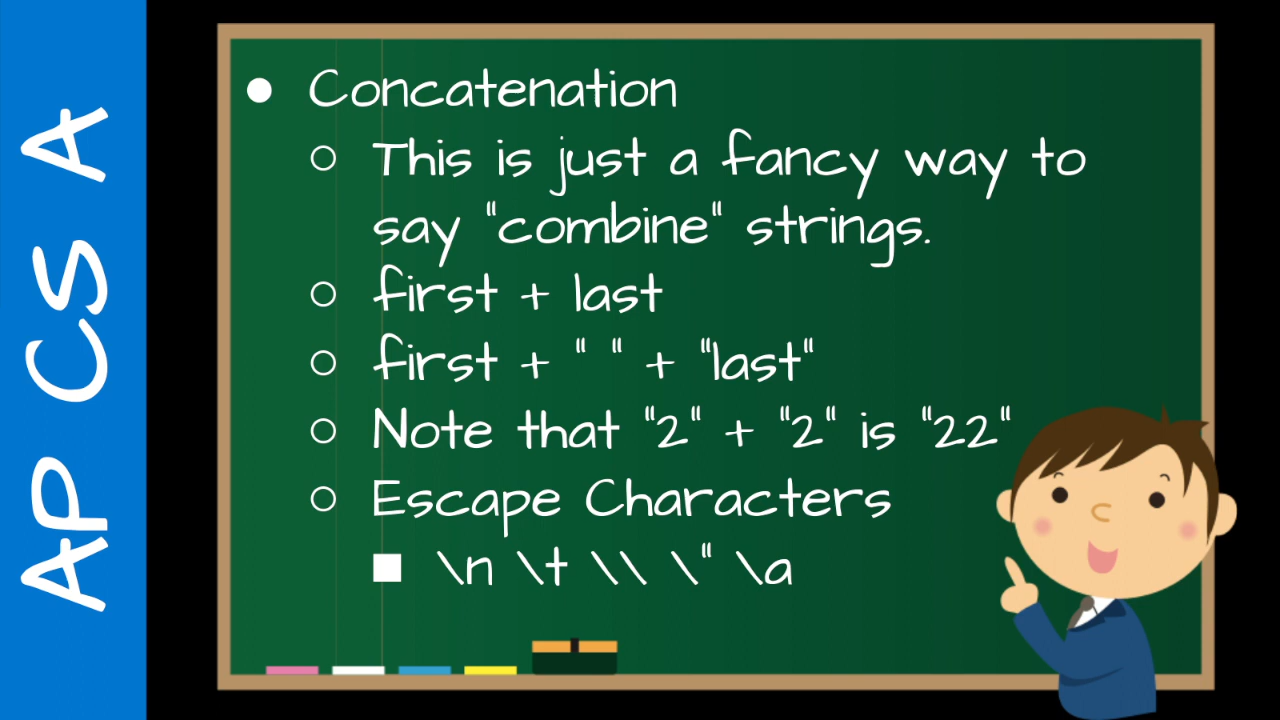 AP CS A
● Concatenation
○ This is just a fancy way to
say "combine" strings.
○ first + last
○ first + " " + "last"
○ Note that "2" + "2" is "22"
○ Escape Characters
■ \n \t \\ \" \a